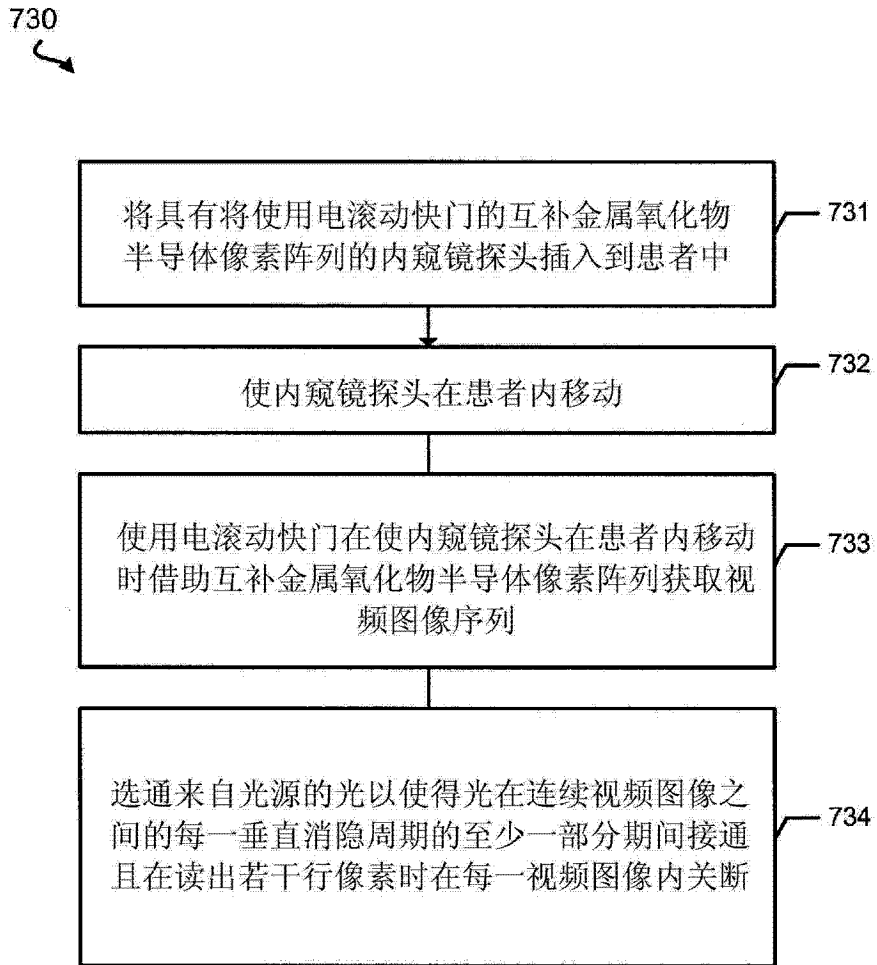 730
将具有将使用电滚动快门的互补金属氧化物
半导体像素阵列的内窥镜探头插入到患者中
731
使内窥镜探头在患者内移动
732
使用电滚动快门在使内窥镜探头在患者内移动
时借助互补金属氧化物半导体像素阵列获取视
频图像序列
733
选通来自光源的光以使得光在连续视频图像之
间的每一垂直消隐周期的至少一部分期间接通
且在读出若干行像素时在每一视频图像内关断
734